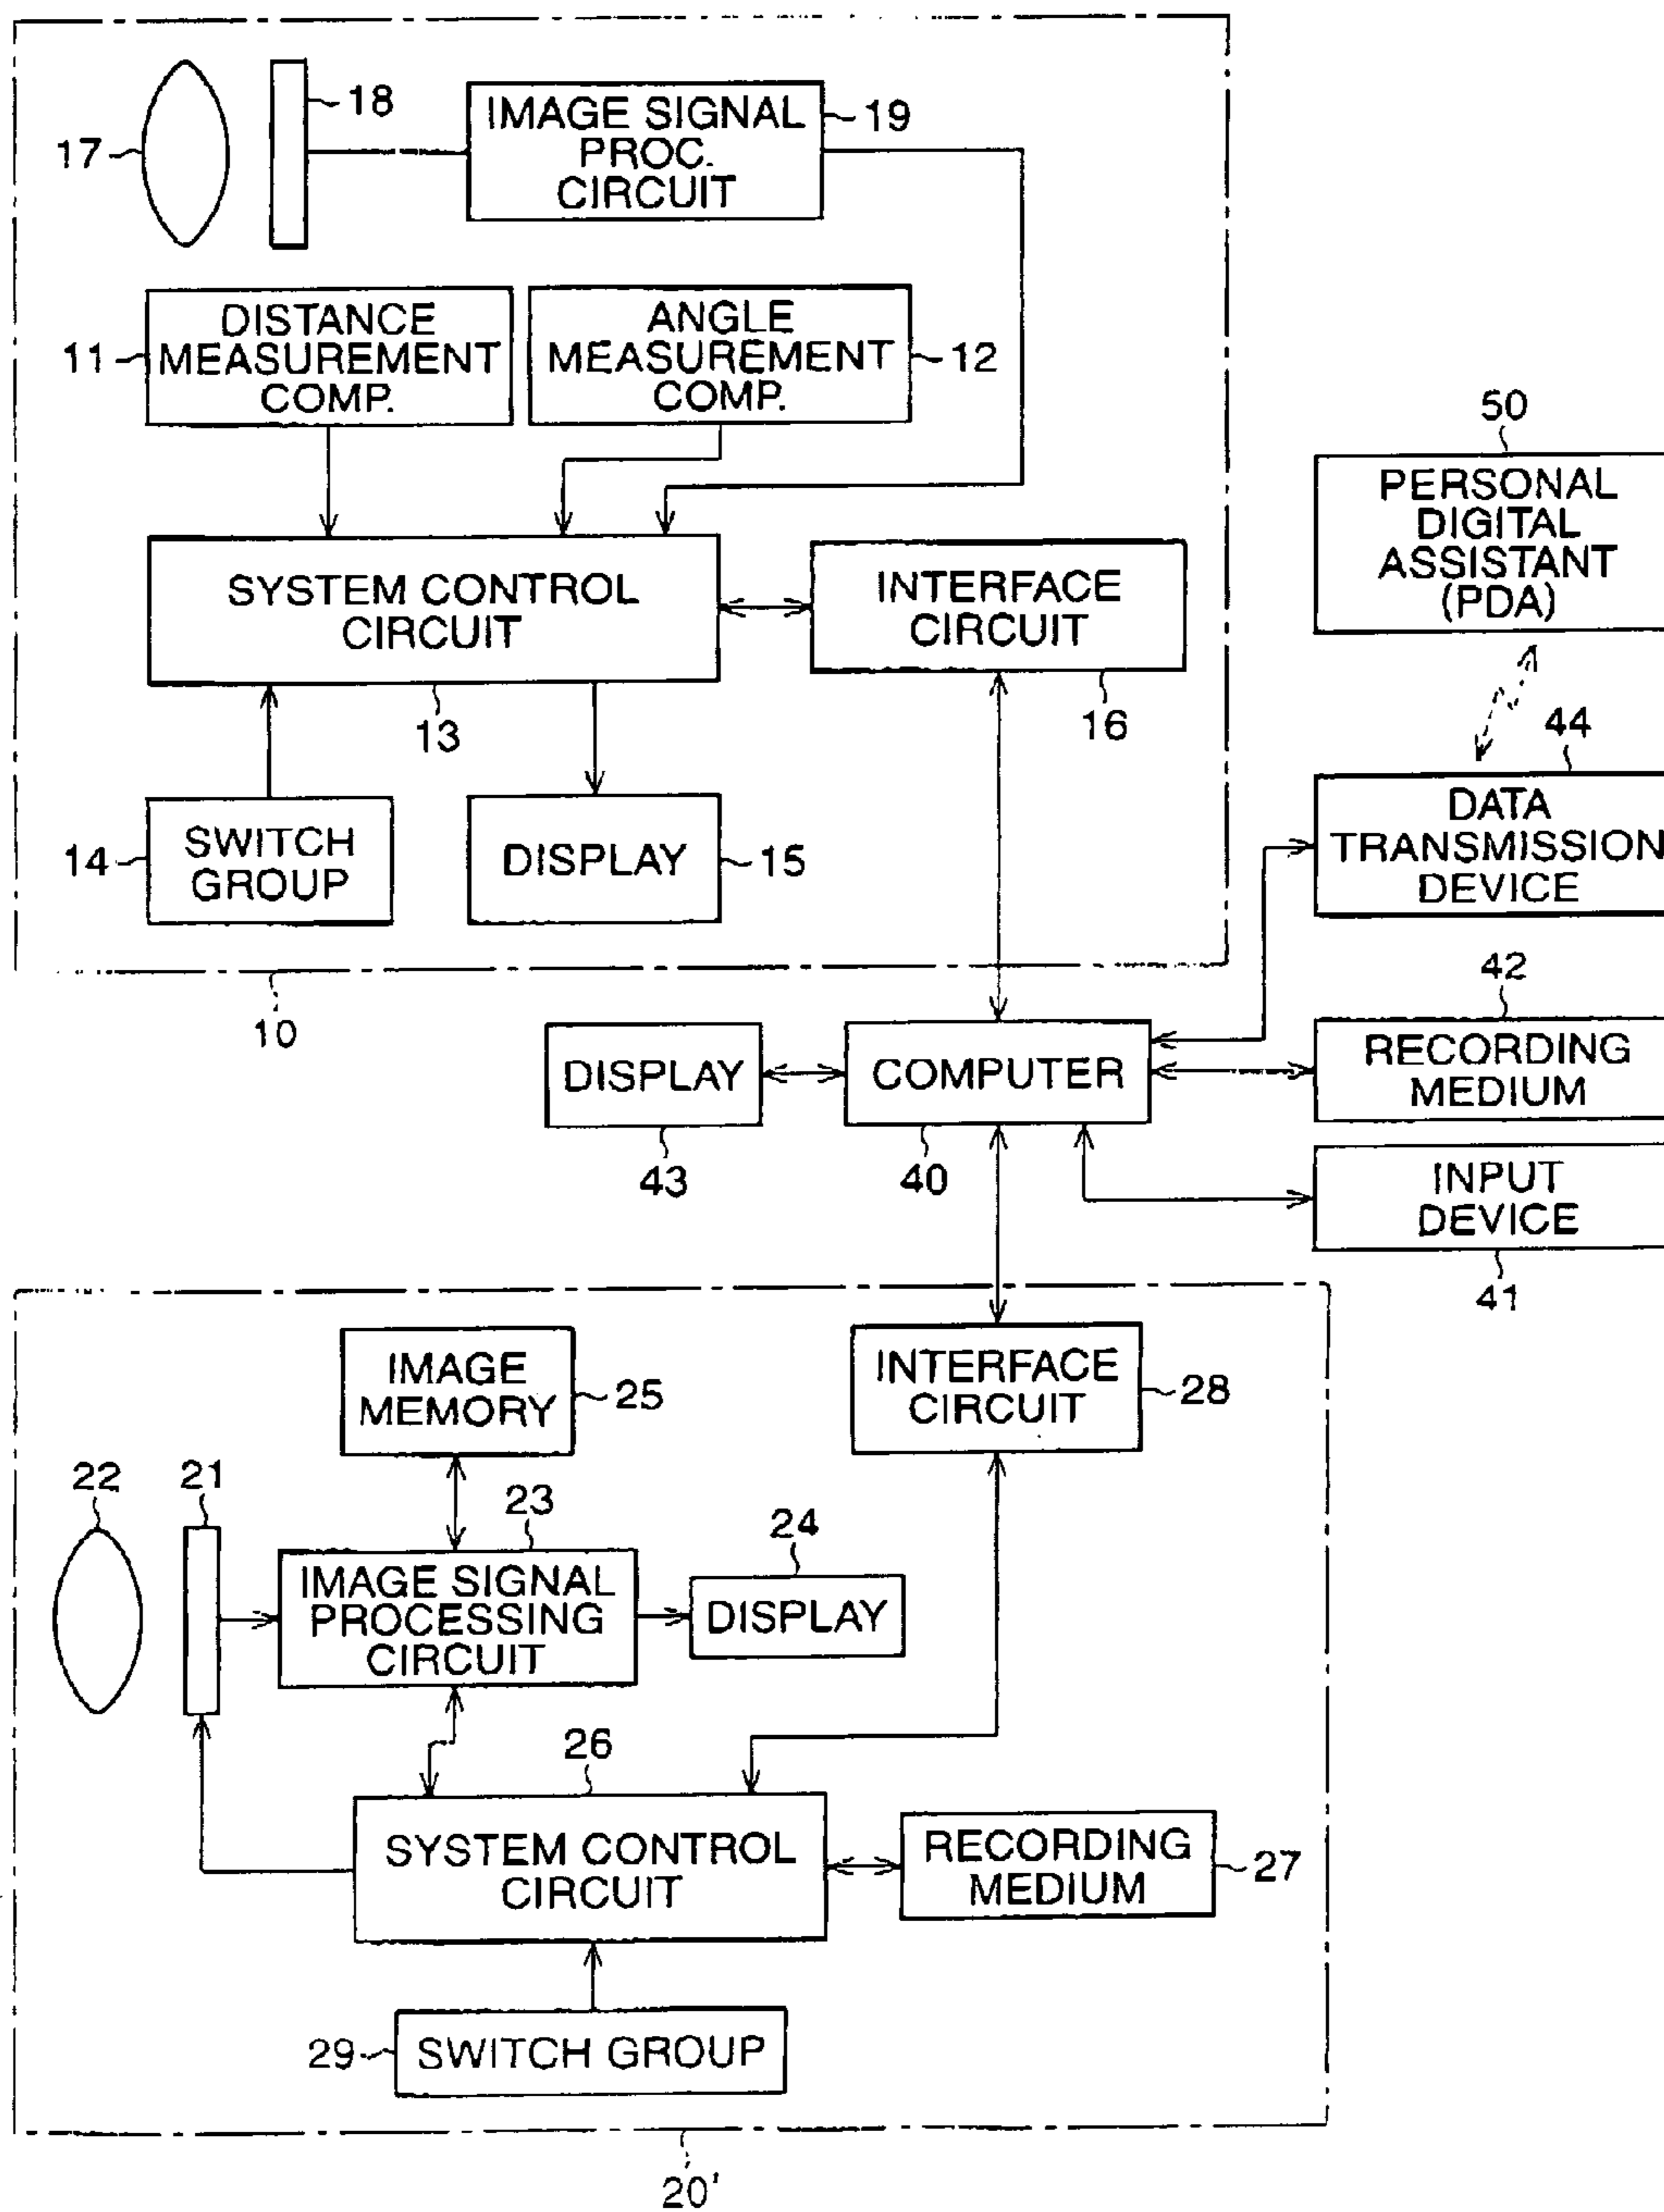 17
18
IMAGE SIGNAL
PROC.
CIRCUIT
19
11
DISTANCE
MEASUREMENT
COMP.
ANGLE
MEASUREMENT
COMP.
12
SYSTEM CONTROL
CIRCUIT
13
INTERFACE
CIRCUIT
16
14
SWITCH
GROUP
DISPLAY
15
10
50
PERSONAL
DIGITAL
ASSISTANT
(PDA)
44
DATA
TRANSMISSION
DEVICE
42
RECORDING
MEDIUM
DISPLAY
43
COMPUTER
40
INPUT
DEVICE
41
IMAGE
MEMORY
25
INTERFACE
CIRCUIT
28
22
21
23
IMAGE SIGNAL
PROCESSING
CIRCUIT
24
DISPLAY
26
SYSTEM CONTROL
CIRCUIT
RECORDING
MEDIUM
27
29
SWITCH GROUP
20'